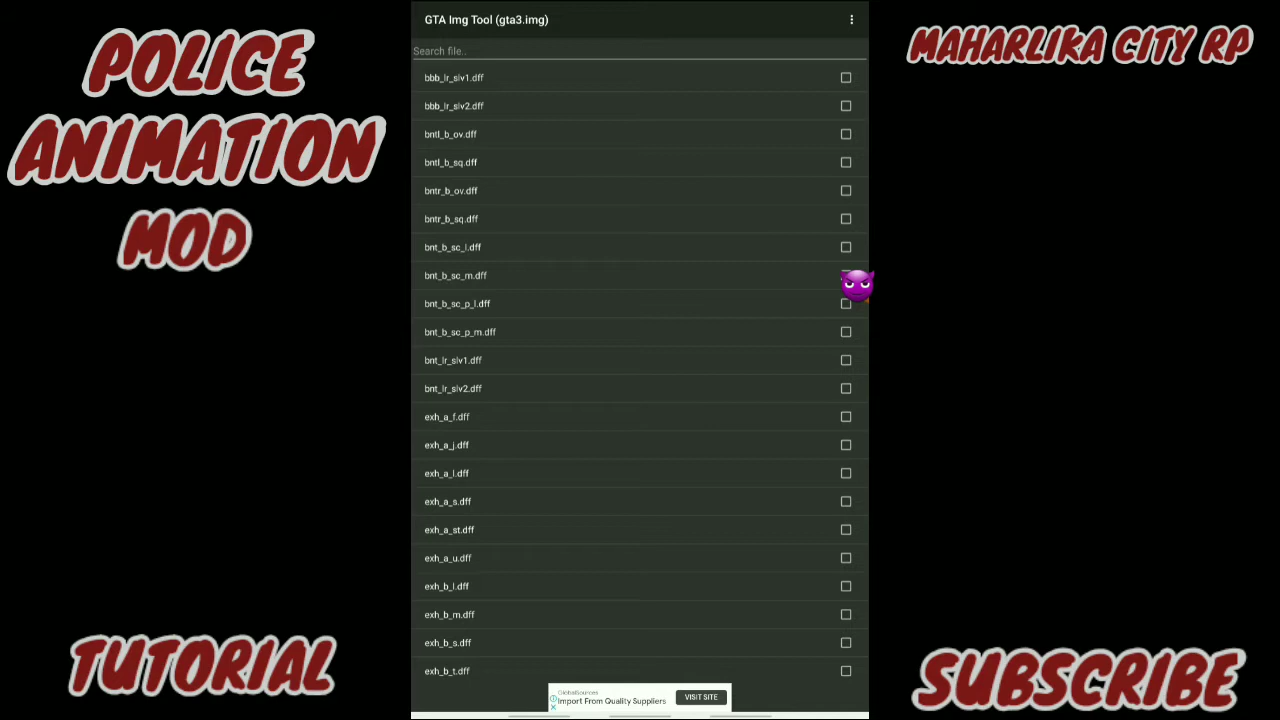 POLICE
ANIMATION
MOD
TUTORIAL
GTA Img Tool (gta3.img)
Search file..
bbb_lr_slv1.dff
bbb_lr_slv2.dff
bntl_b_ov.dff
bntl_b_sq.dff
bntr_b_ov.dff
bntr_b_sq.dff
bnt_b_sc_l.dff
bnt_b_sc_m.dff
bnt_b_sc_p_l.dff
bnt_b_sc_p_m.dff
bnt_lr_slv1.dff
bnt_lr_slv2.dff
exh_a_f.dff
exh_a_j.dff
exh_a_l.dff
exh_a_s.dff
exh_a_st.dff
exh_a_u.dff
exh_b_l.dff
exh_b_m.dff
exh_b_s.dff
exh_b_t.dff
GlobalSources
Import From Quality Suppliers
VISIT SITE
MAHARLIKA CITY RP
SUBSCRIBE